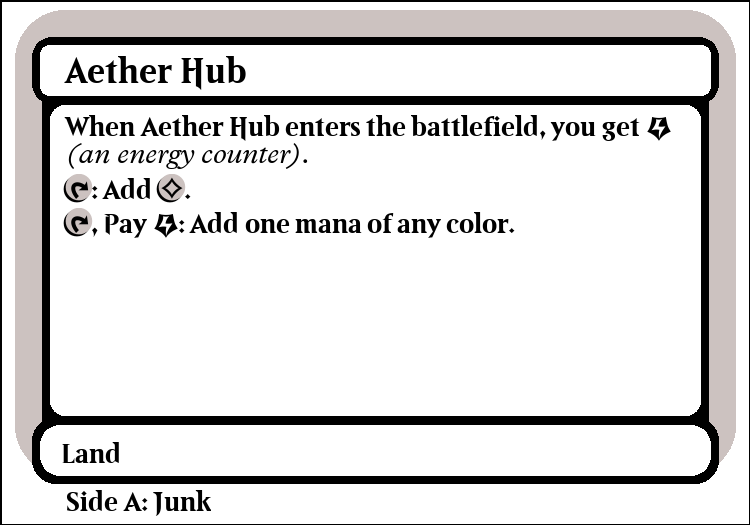 Aether Hub
When Aether Hub enters the battlefield, you get
(an energy counter).
: Add .
, Pay : Add one mana of any color.
Land
Side A: Junk